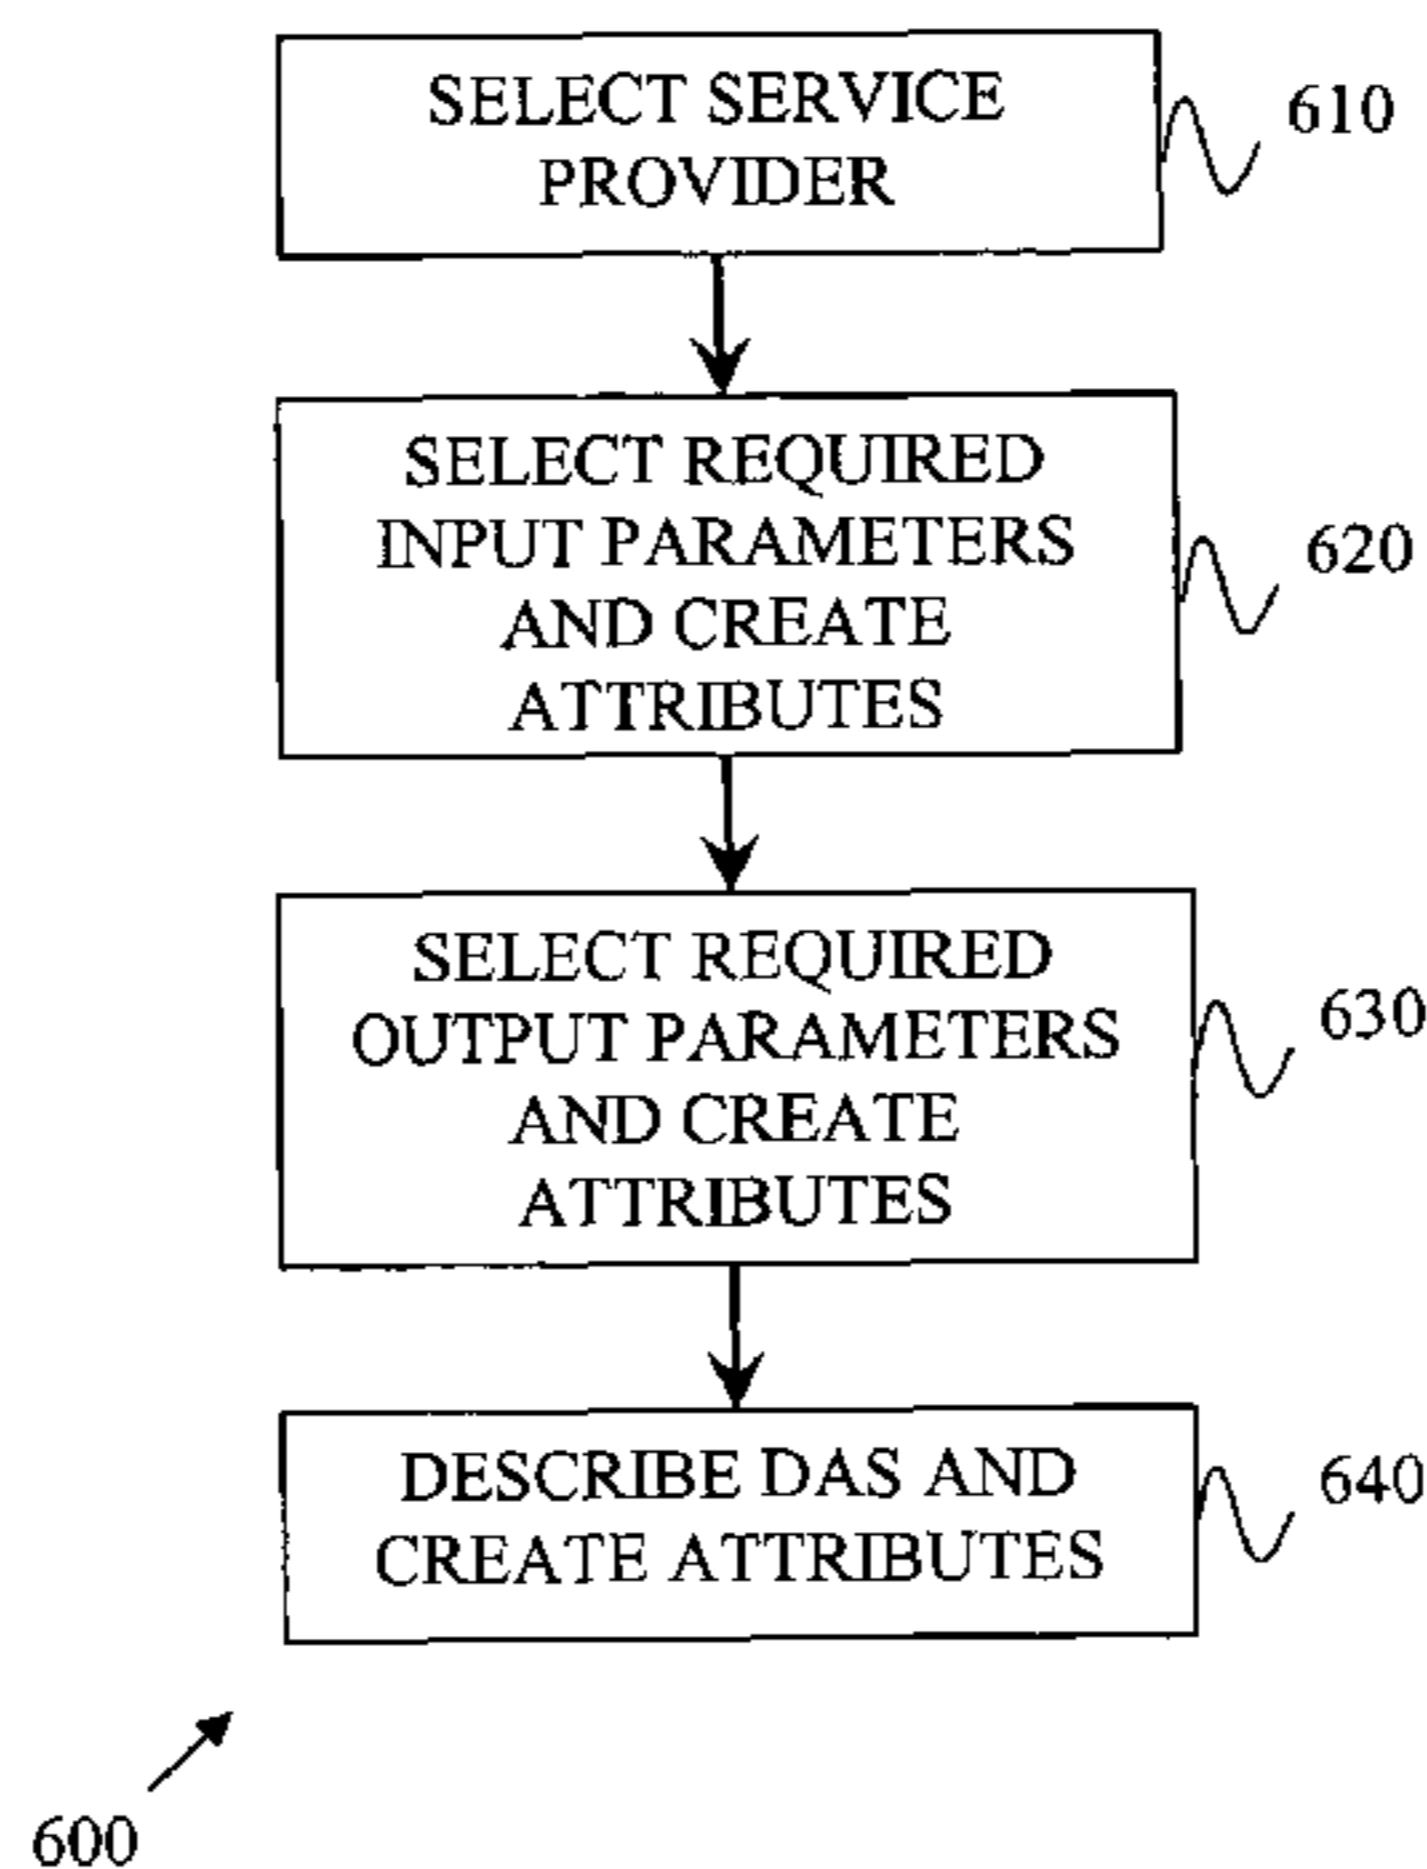 SELECT SERVICE
PROVIDER
610
SELECT REQUIRED
INPUT PARAMETERS
AND CREATE
ATTRIBUTES
620
SELECT REQUIRED
OUTPUT PARAMETERS
AND CREATE
ATTRIBUTES
630
DESCRIBE DAS AND
CREATE ATTRIBUTES
640
600